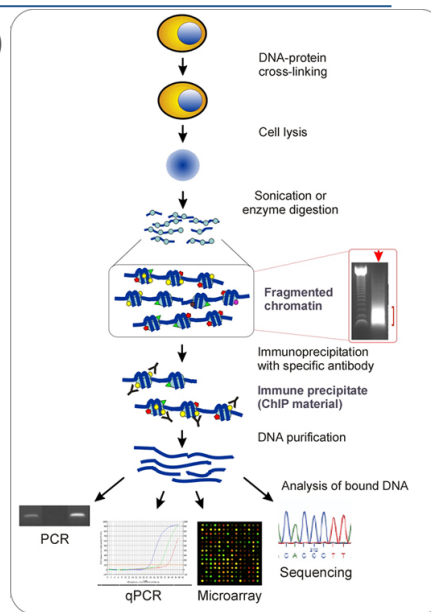 DNA-protein
cross-linking
Cell lysis
Sonication or
enzyme digestion
Fragmented
chromatin
Immunoprecipitation
with specific antibody
Immune precipitate
(ChIP material)
DNA purification
Analysis of bound DNA
PCR
qPCR
Microarray
Sequencing